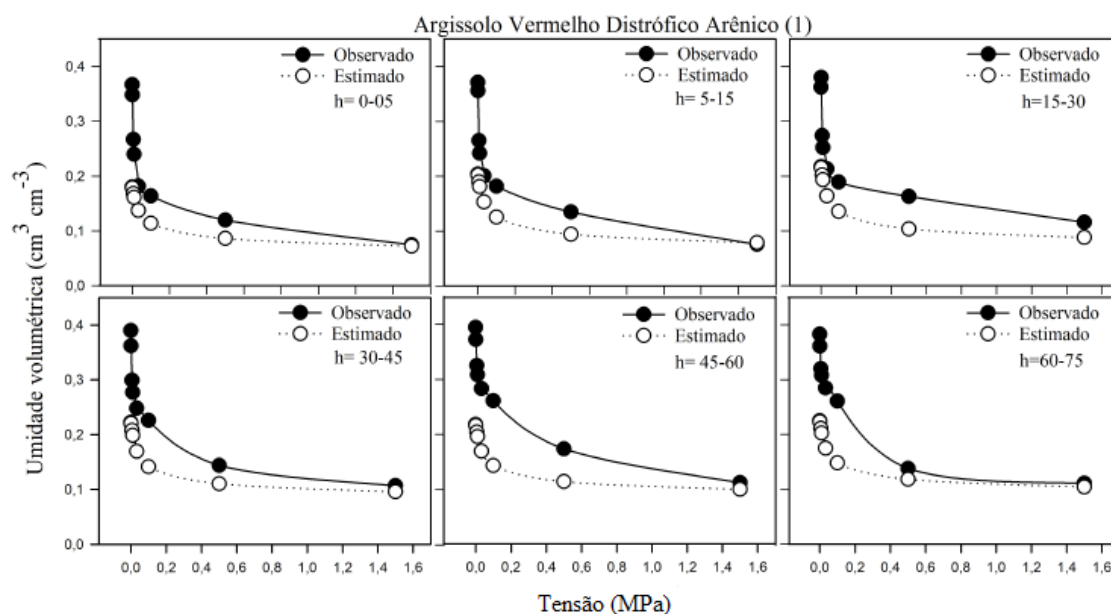 Argissolo Vermelho Distrófico Arênico (1)
Umidade volumétrica (cm³ cm⁻³)
0,4
0,3
0,2
0,1
0,0
Observado
Estimado
h= 0-05
Observado
Estimado
h= 5-15
Observado
Estimado
h=15-30
0,4
0,3
0,2
0,1
0,0
Observado
Estimado
h= 30-45
Observado
Estimado
h= 45-60
Observado
Estimado
h=60-75
0,0 0,2 0,4 0,6 0,8 1,0 1,2 1,4 1,6
0,0 0,2 0,4 0,6 0,8 1,0 1,2 1,4 1,6
0,0 0,2 0,4 0,6 0,8 1,0 1,2 1,4 1,6
Tensão (MPa)